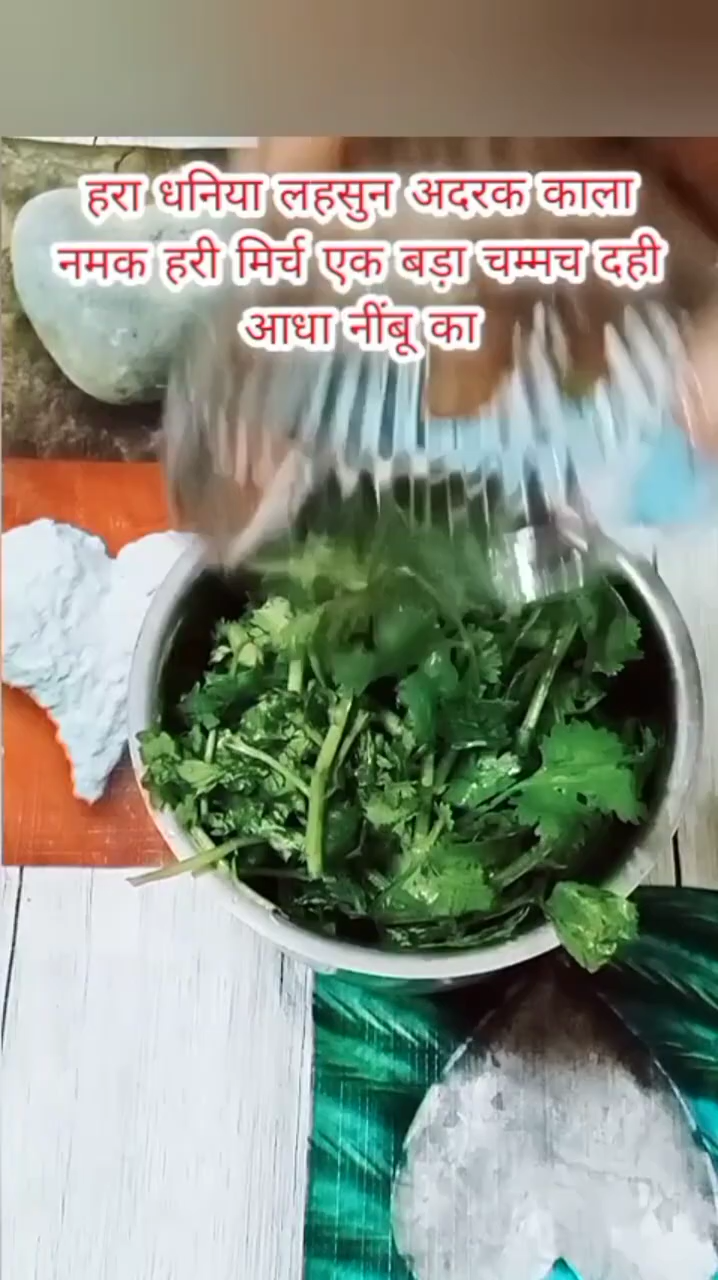 हरा धनिया लहसुन अदरक काला
नमक हरी मिर्च एक बड़ा चम्मच दही
आधा नींबू का